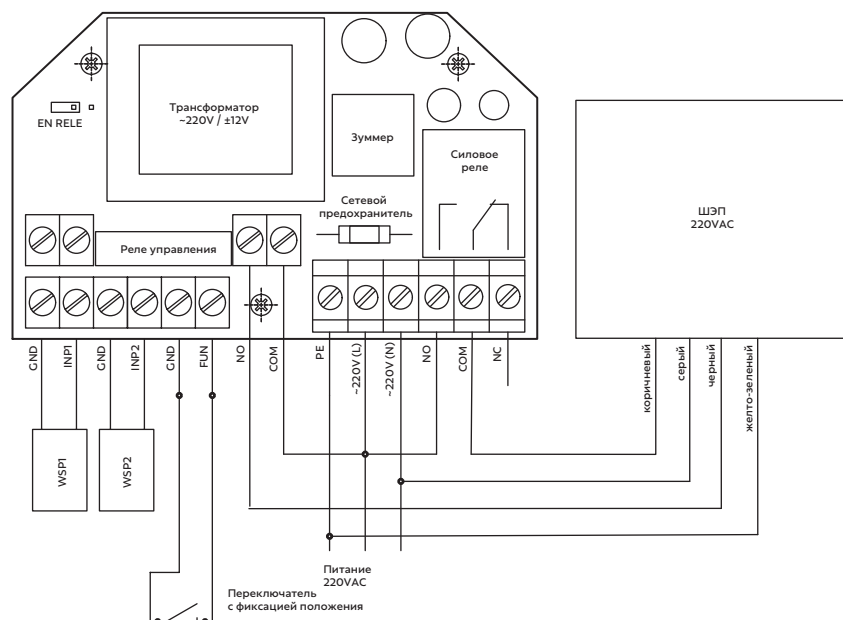 EN RELE
Трансформатор
~220V / ±12V
Зуммер
Силовое
реле
Сетевой
предохранитель
Реле управления
ШЭП
220VAC
GND
INP1
GND
INP2
GND
FUN
NO
COM
PE
~220V (L)
~220V (N)
NO
COM
NC
коричневый
серый
черный
желто-зеленый
WSP1
WSP2
Питание
220VAC
Переключатель
с фиксацией положения